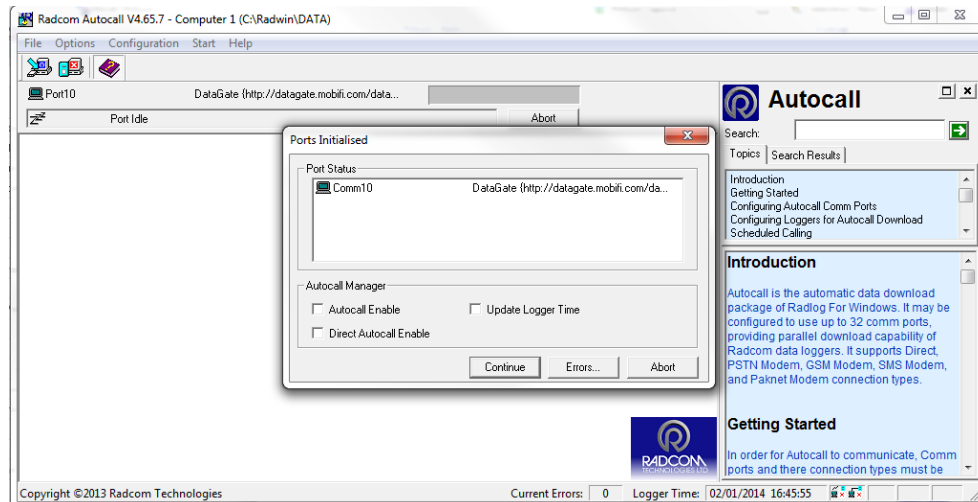 Radcom Autocall V4.65.7 - Computer 1 (C:\Radwin\DATA)
File Options Configuration Start Help
Port10 DataGate {http://datagate.mobifi.com/data...
Port Idle Abort
Ports Initialised
Port Status
Comm10 DataGate {http://datagate.mobifi.com/da...
Autocall Manager
Autocall Enable Update Logger Time
Direct Autocall Enable
Continue Errors... Abort
Autocall
Search:
Topics Search Results
Introduction
Getting Started
Configuring Autocall Comm Ports
Configuring Loggers for Autocall Download
Scheduled Calling
Introduction
Autocall is the automatic data download
package of Radlog For Windows. It may be
configured to use up to 32 comm ports,
providing parallel download capability of
Radcom data loggers. It supports Direct,
PSTN Modem, GSM Modem, SMS Modem,
and Paknet Modem connection types.
Getting Started
In order for Autocall to communicate, Comm
ports and there connection types must be
RADCOM
TECHNOLOGIES LTD
Copyright ©2013 Radcom Technologies Current Errors: 0 Logger Time: 02/01/2014 16:45:55